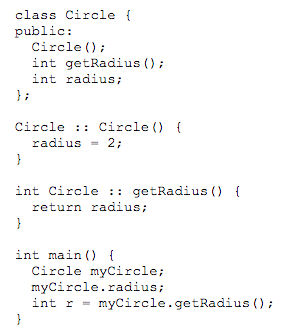 class Circle {
public:
  Circle();
  int getRadius();
  int radius;
};

Circle :: Circle() {
  radius = 2;
}

int Circle :: getRadius() {
  return radius;
}

int main() {
  Circle myCircle;
  myCircle.radius;
  int r = myCircle.getRadius();
}